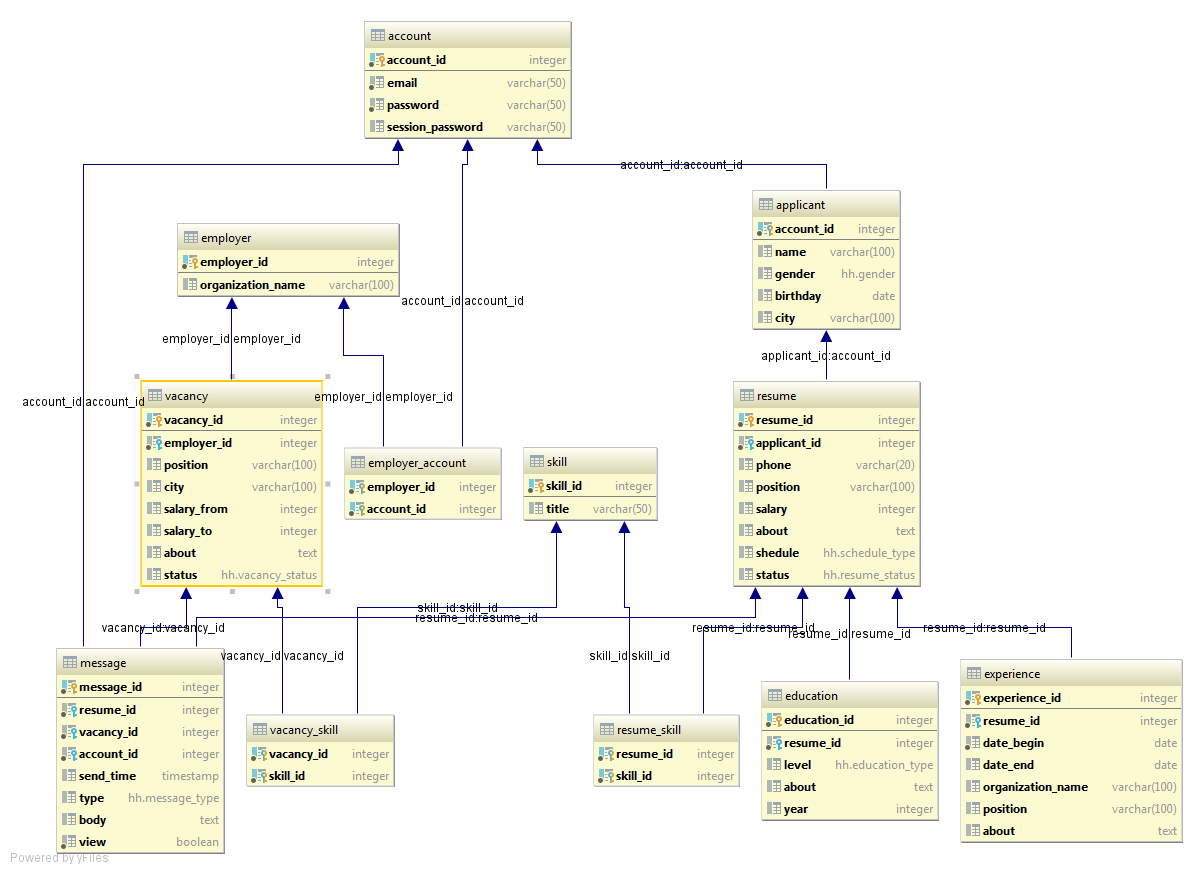 account
account_id integer
email varchar(50)
password varchar(50)
session_password varchar(50)
account_id:account_id
applicant
account_id integer
name varchar(100)
gender hh.gender
birthday date
city varchar(100)
employer
employer_id integer
organization_name varchar(100)
account_id:account_id
employer_id:employer_id
applicant_id:account_id
account_id:account_id
employer_id:employer_id
vacancy
vacancy_id integer
employer_id integer
position varchar(100)
city varchar(100)
salary_from integer
salary_to integer
about text
status hh.vacancy_status
employer_account
employer_id integer
account_id integer
skill
skill_id integer
title varchar(50)
resume
resume_id integer
applicant_id integer
phone varchar(20)
position varchar(100)
salary integer
about text
shedule hh.schedule_type
status hh.resume_status
skill_id:skill_id
resume_id:resume_id
vacancy_id:vacancy_id
resume_id:resume_id
resume_id:resume_id
resume_id:resume_id
vacancy_id:vacancy_id
skill_id:skill_id
message
message_id integer
resume_id integer
vacancy_id integer
account_id integer
send_time timestamp
type hh.message_type
body text
view boolean
vacancy_skill
vacancy_id integer
skill_id integer
resume_skill
resume_id integer
skill_id integer
education
education_id integer
resume_id integer
level hh.education_type
about text
year integer
experience
experience_id integer
resume_id integer
date_begin date
date_end date
organization_name varchar(100)
position varchar(100)
about text
Powered by yFiles